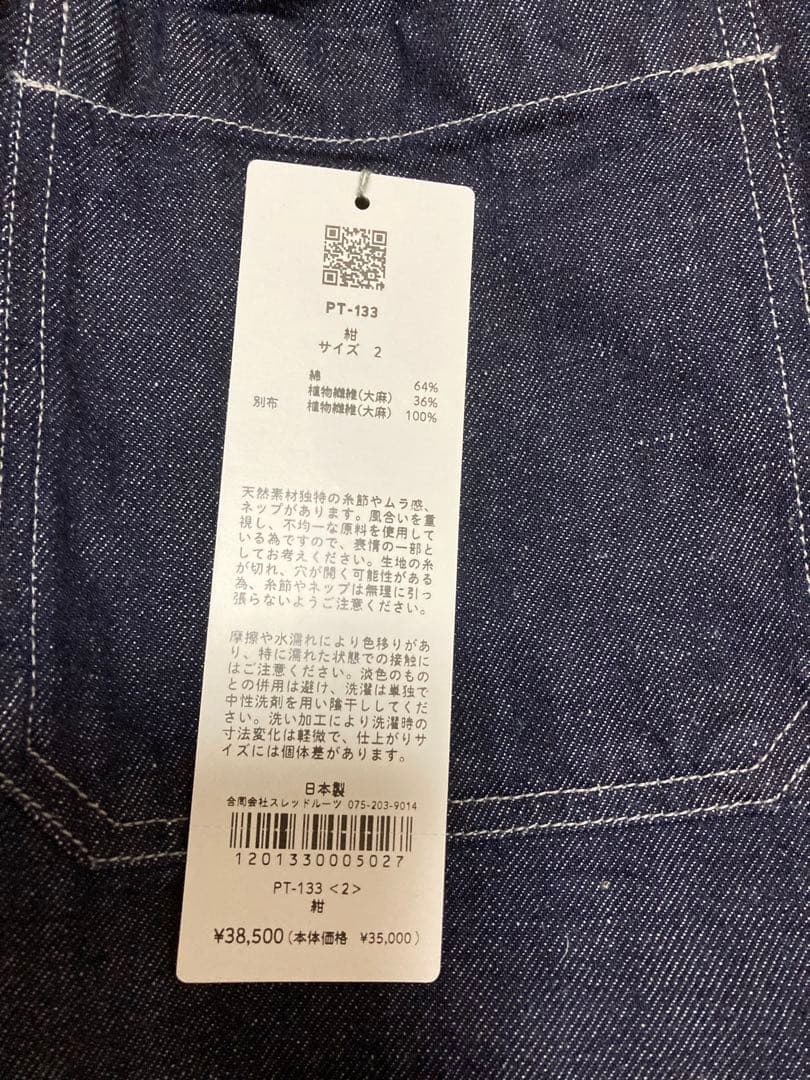 PT-133
紺
サイズ 2
綿 64%
植物繊維(大麻) 36%
別布 植物繊維(大麻) 100%
天然素材独特の糸節やムラ感、
ネップがあります。風合いを重
視し、不均一な原料を使用して
いる為ですので、表情の一部と
してお考えください。生地の糸
が切れ、穴が開く可能性がある
為、糸節やネップは無理に引っ
張らないようご注意ください。
摩擦や水濡れにより色移りがあ
り、特に濡れた状態での接触に
はご注意ください。淡色のもの
との併用は避け、洗濯は単独で
中性洗剤を用い陰干ししてくだ
さい。洗い加工により洗濯時の
寸法変化は軽微で、仕上がりサ
イズには個体差があります。
日本製
合同会社スレッドルーツ 075-203-9014
1201330005027
PT-133 <2>
紺
¥38,500(本体価格 ¥35,000)